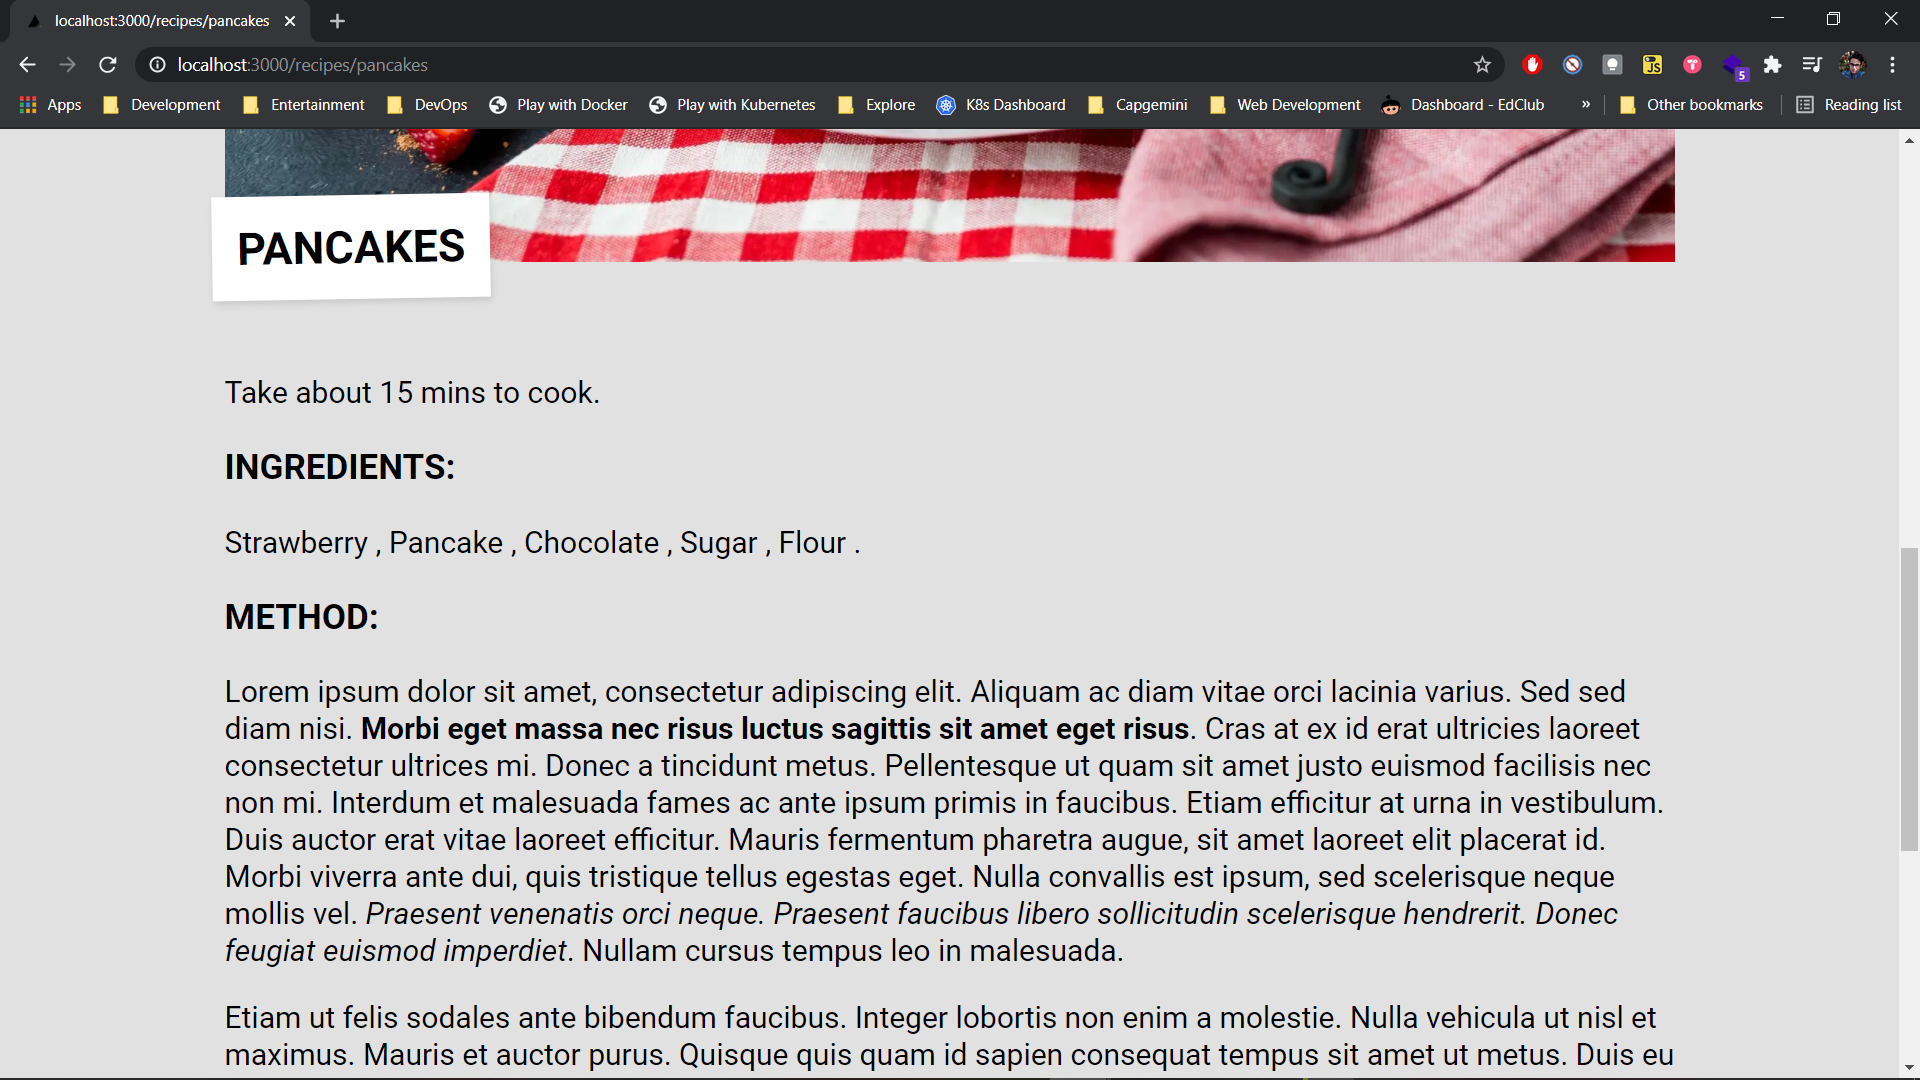 localhost:3000/recipes/pancakes
localhost:3000/recipes/pancakes
JS
T
5
Apps Development Entertainment DevOps Play with Docker Play with Kubernetes Explore K8s Dashboard Capgemini Web Development Dashboard - EdClub » Other bookmarks Reading list
PANCAKES
Take about 15 mins to cook.
INGREDIENTS:
Strawberry , Pancake , Chocolate , Sugar , Flour .
METHOD:
Lorem ipsum dolor sit amet, consectetur adipiscing elit. Aliquam ac diam vitae orci lacinia varius. Sed sed
diam nisi. Morbi eget massa nec risus luctus sagittis sit amet eget risus. Cras at ex id erat ultricies laoreet
consectetur ultrices mi. Donec a tincidunt metus. Pellentesque ut quam sit amet justo euismod facilisis nec
non mi. Interdum et malesuada fames ac ante ipsum primis in faucibus. Etiam efficitur at urna in vestibulum.
Duis auctor erat vitae laoreet efficitur. Mauris fermentum pharetra augue, sit amet laoreet elit placerat id.
Morbi viverra ante dui, quis tristique tellus egestas eget. Nulla convallis est ipsum, sed scelerisque neque
mollis vel. Praesent venenatis orci neque. Praesent faucibus libero sollicitudin scelerisque hendrerit. Donec
feugiat euismod imperdiet. Nullam cursus tempus leo in malesuada.
Etiam ut felis sodales ante bibendum faucibus. Integer lobortis non enim a molestie. Nulla vehicula ut nisl et
maximus. Mauris et auctor purus. Quisque quis quam id sapien consequat tempus sit amet ut metus. Duis eu